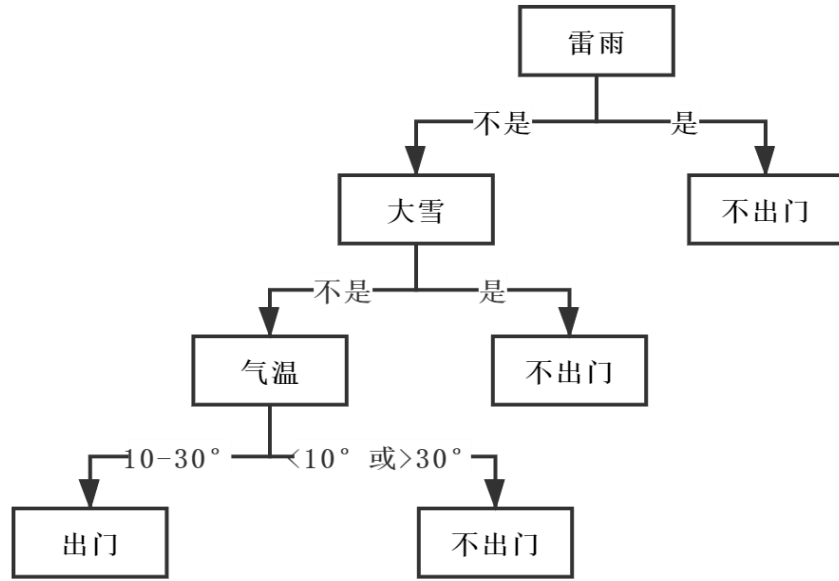 雷雨
不是
是
大雪
不出门
不是
是
气温
不出门
10-30°
<10° 或>30°
出门
不出门